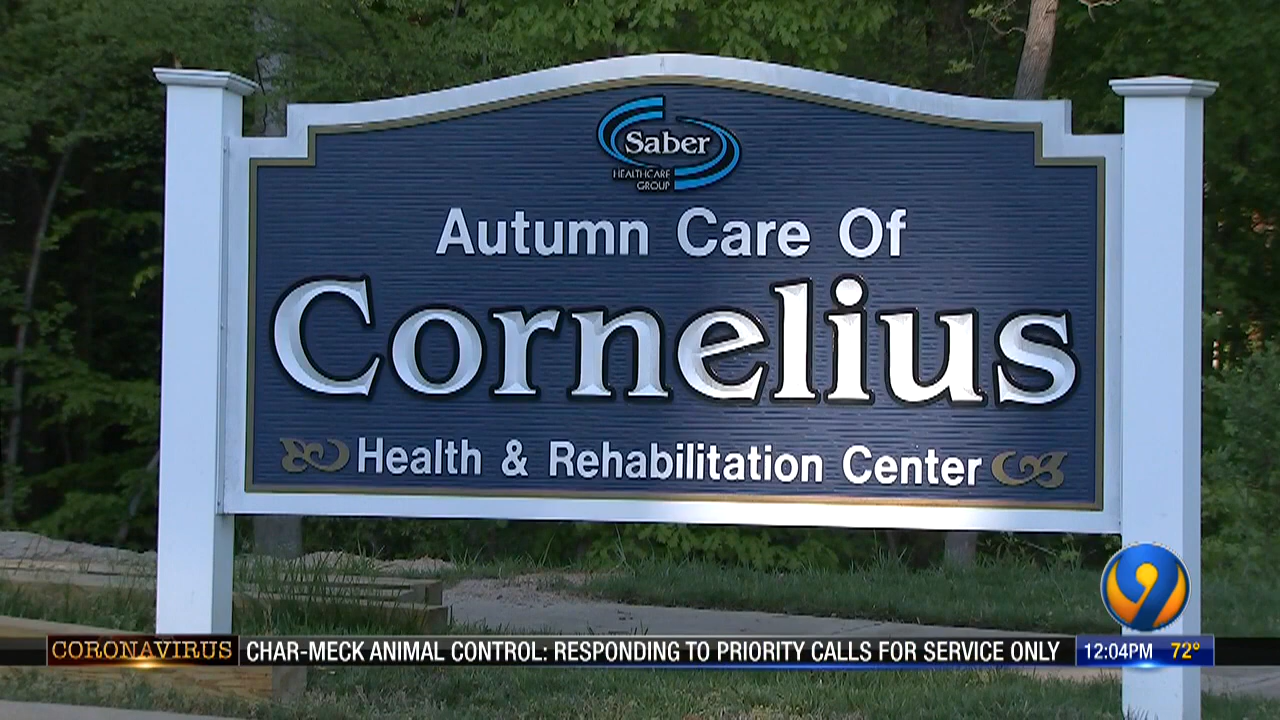 Saber
HEALTHCARE
GROUP
Autumn Care Of
Cornelius
Health & Rehabilitation Center
9
CORONAVIRUS CHAR-MECK ANIMAL CONTROL: RESPONDING TO PRIORITY CALLS FOR SERVICE ONLY 12:04PM 72°